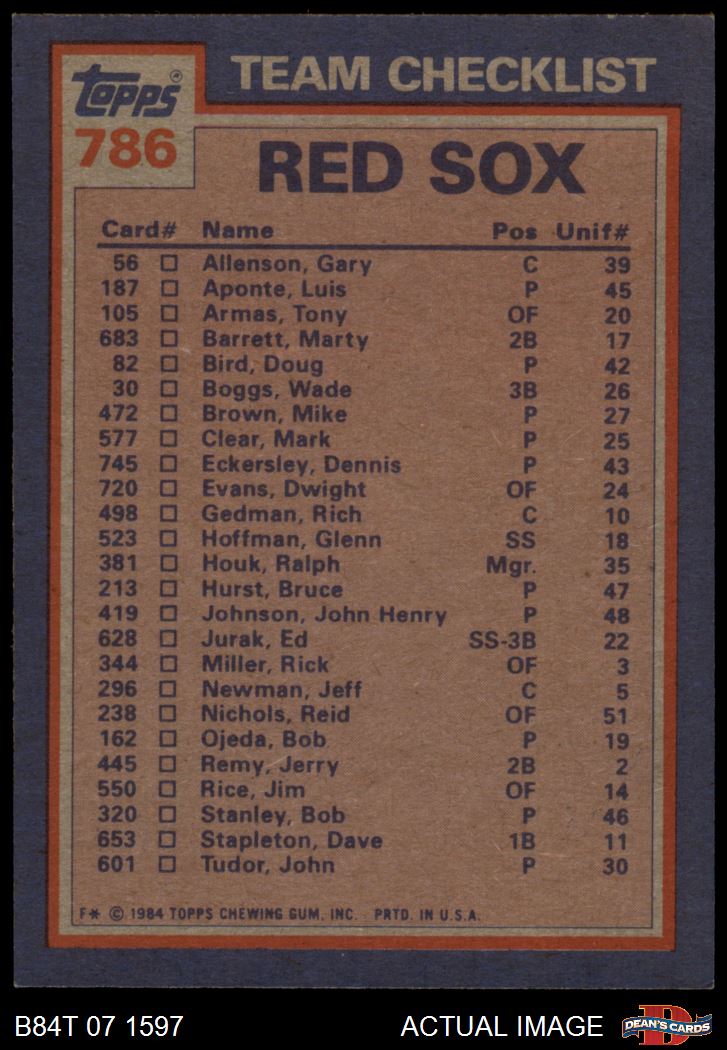 Topps® TEAM CHECKLIST
786
RED SOX
Card# Name Pos Unif#
56 ☐ Allenson, Gary C 39
187 ☐ Aponte, Luis P 45
105 ☐ Armas, Tony OF 20
683 ☐ Barrett, Marty 2B 17
82 ☐ Bird, Doug P 42
30 ☐ Boggs, Wade 3B 26
472 ☐ Brown, Mike P 27
577 ☐ Clear, Mark P 25
745 ☐ Eckersley, Dennis P 43
720 ☐ Evans, Dwight OF 24
498 ☐ Gedman, Rich C 10
523 ☐ Hoffman, Glenn SS 18
381 ☐ Houk, Ralph Mgr. 35
213 ☐ Hurst, Bruce P 47
419 ☐ Johnson, John Henry P 48
628 ☐ Jurak, Ed SS-3B 22
344 ☐ Miller, Rick OF 3
296 ☐ Newman, Jeff C 5
238 ☐ Nichols, Reid OF 51
162 ☐ Ojeda, Bob P 19
445 ☐ Remy, Jerry 2B 2
550 ☐ Rice, Jim OF 14
320 ☐ Stanley, Bob P 46
653 ☐ Stapleton, Dave 1B 11
601 ☐ Tudor, John P 30
F* © 1984 TOPPS CHEWING GUM, INC. PRTD. IN U.S.A.
B84T 07 1597 ACTUAL IMAGE D DEAN'S CARDS